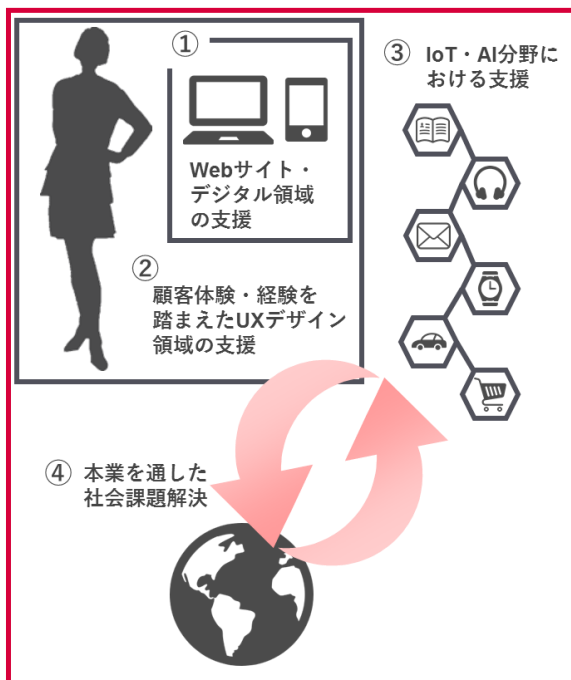 ①
Webサイト・
デジタル領域
の支援
②
顧客体験・経験を
踏まえたUXデザイン
領域の支援
③ IoT・AI分野に
おける支援
④ 本業を通した
社会課題解決